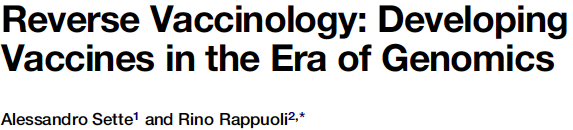 Reverse Vaccinology: Developing
Vaccines in the Era of Genomics
Alessandro Sette1 and Rino Rappuoli2,*